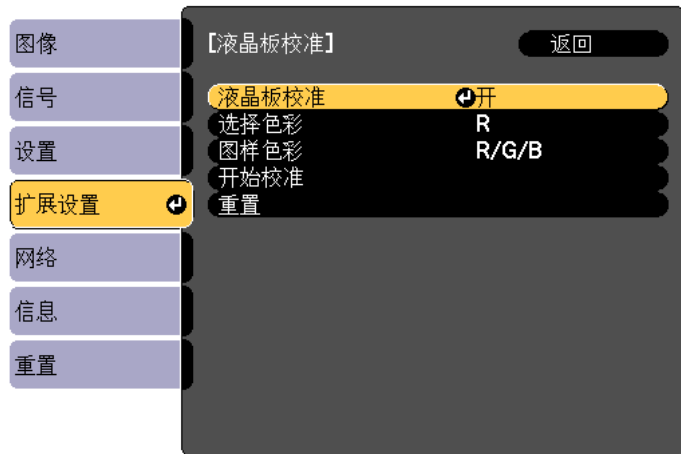 图像
信号
设置
扩展设置
网络
信息
重置
[液晶板校准]
返回
液晶板校准 开
选择色彩 R
图样色彩 R/G/B
开始校准
重置